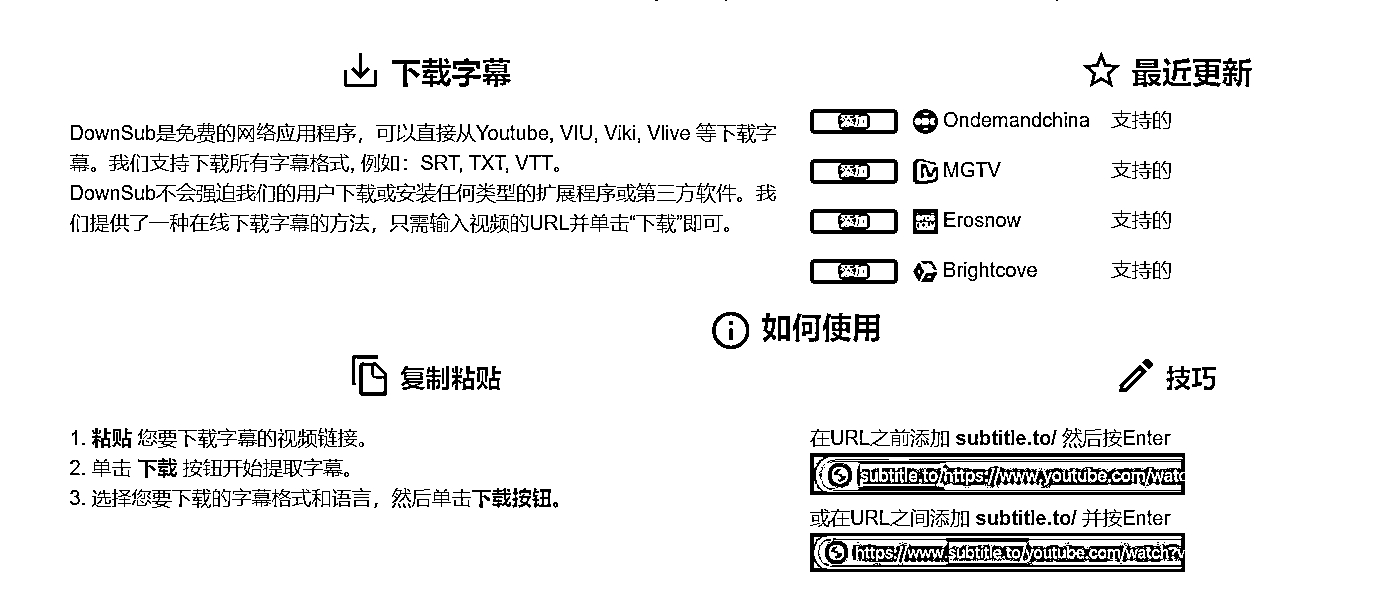 下载字幕
DownSub是免费的网络应用程序，可以直接从Youtube, VIU, Viki, Vlive 等下载字
幕。我们支持下载所有字幕格式, 例如：SRT, TXT, VTT。
DownSub不会强迫我们的用户下载或安装任何类型的扩展程序或第三方软件。我
们提供了一种在线下载字幕的方法，只需输入视频的URL并单击“下载”即可。
最近更新
添加 Ondemandchina 支持的
添加 MGTV 支持的
添加 Erosnow 支持的
添加 Brightcove 支持的
如何使用
复制粘贴
1. 粘贴 您要下载字幕的视频链接。
2. 单击 下载 按钮开始提取字幕。
3. 选择您要下载的字幕格式和语言，然后单击下载按钮。
技巧
在URL之前添加 subtitle.to/ 然后按Enter
subtitle.to/https://www.youtube.com/watc
或在URL之间添加 subtitle.to/ 并按Enter
https://www.subtitle.to/youtube.com/watch?v